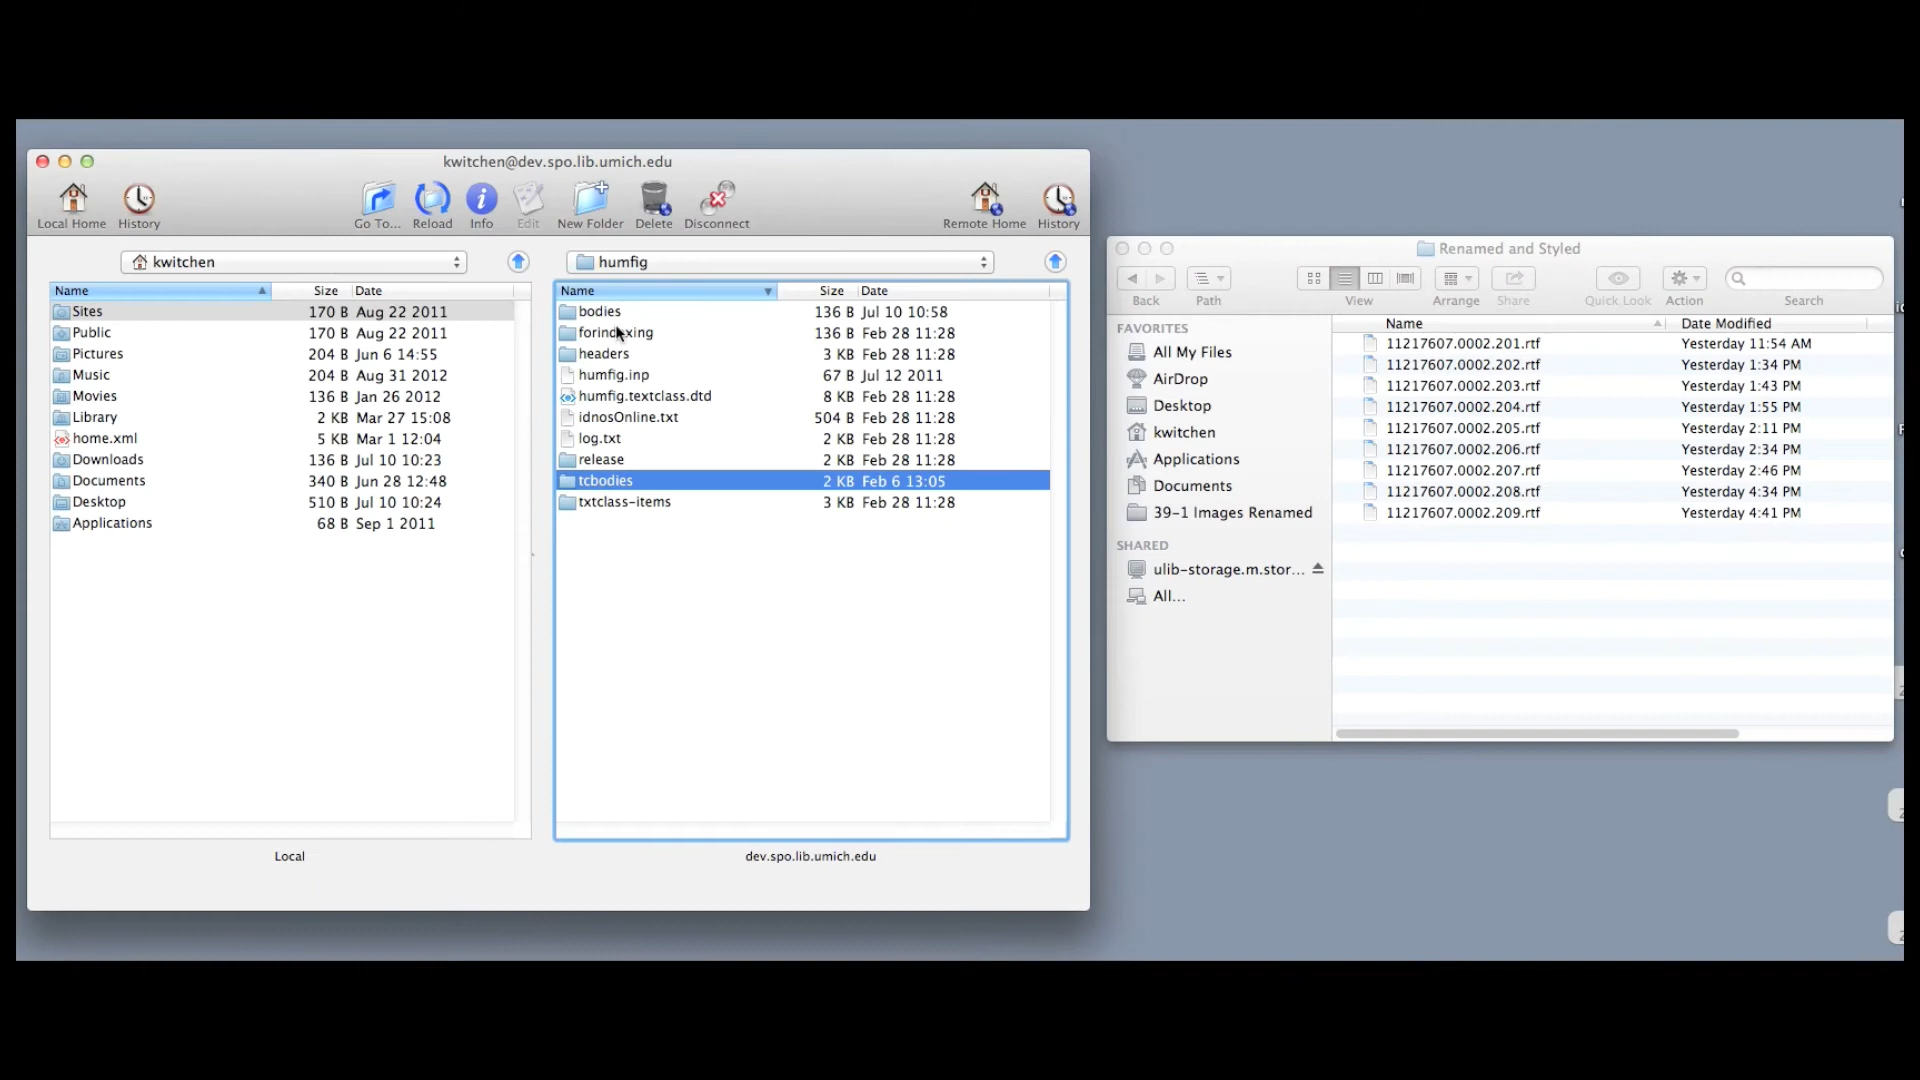 kwitchen@dev.spo.lib.umich.edu
Local Home History Go To... Reload Info Edit New Folder Delete Disconnect Remote Home History
kwitchen
humfig
Name Size Date
Sites 170 B Aug 22 2011
Public 170 B Aug 22 2011
Pictures 204 B Jun 6 14:55
Music 204 B Aug 31 2012
Movies 136 B Jan 26 2012
Library 2 KB Mar 27 15:08
home.xml 5 KB Mar 1 12:04
Downloads 136 B Jul 10 10:23
Documents 340 B Jun 28 12:48
Desktop 510 B Jul 10 10:24
Applications 68 B Sep 1 2011
Local
Name Size Date
bodies 136 B Jul 10 10:58
forindexing 136 B Feb 28 11:28
headers 3 KB Feb 28 11:28
humfig.inp 67 B Jul 12 2011
humfig.textclass.dtd 8 KB Feb 28 11:28
idnosOnline.txt 504 B Feb 28 11:28
log.txt 2 KB Feb 28 11:28
release 2 KB Feb 28 11:28
tcbodies 2 KB Feb 6 13:05
txtclass-items 3 KB Feb 28 11:28
dev.spo.lib.umich.edu
Renamed and Styled
Back Path View Arrange Share Quick Look Action Search
FAVORITES
All My Files
AirDrop
Desktop
kwitchen
Applications
Documents
39-1 Images Renamed
SHARED
ulib-storage.m.stor...
All...
Name Date Modified
11217607.0002.201.rtf Yesterday 11:54 AM
11217607.0002.202.rtf Yesterday 1:34 PM
11217607.0002.203.rtf Yesterday 1:43 PM
11217607.0002.204.rtf Yesterday 1:55 PM
11217607.0002.205.rtf Yesterday 2:11 PM
11217607.0002.206.rtf Yesterday 2:34 PM
11217607.0002.207.rtf Yesterday 2:46 PM
11217607.0002.208.rtf Yesterday 4:34 PM
11217607.0002.209.rtf Yesterday 4:41 PM